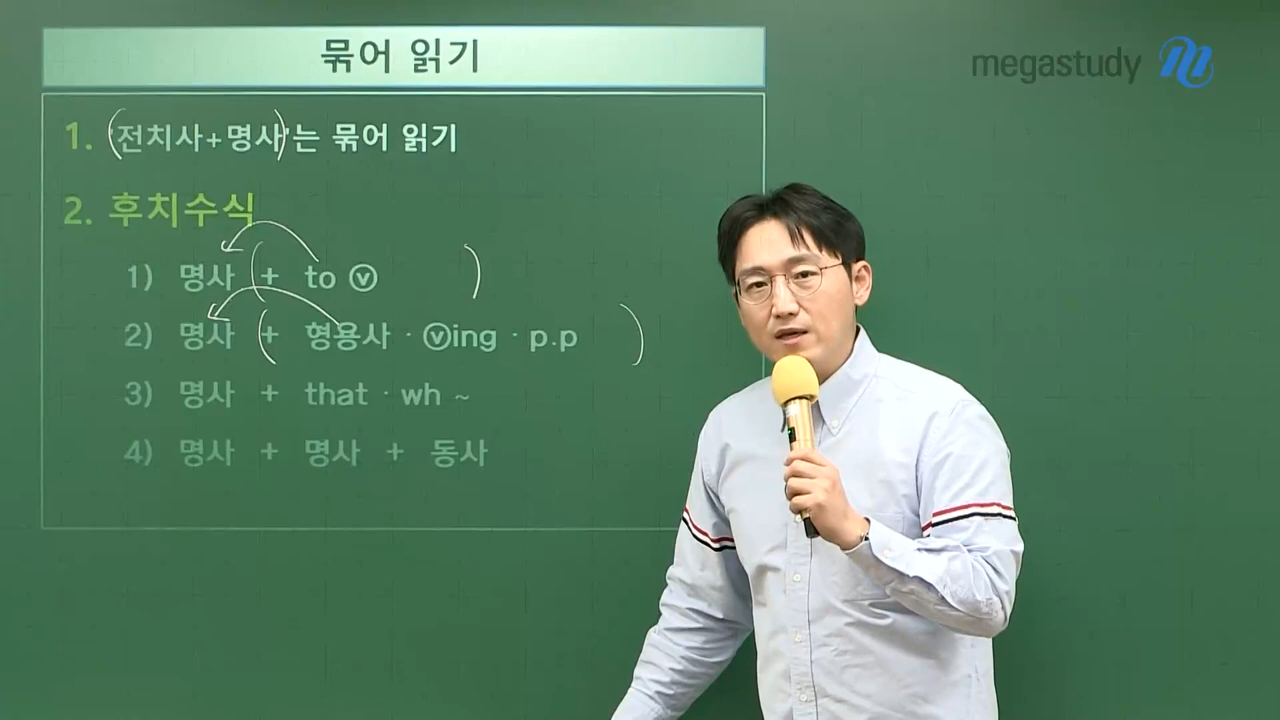 묶어 읽기
megastudy
1. '전치사+명사'는 묶어 읽기
2. 후치수식
1) 명사 + to ⓥ
2) 명사 + 형용사 · ⓥing · p.p
3) 명사 + that · wh ~
4) 명사 + 명사 + 동사